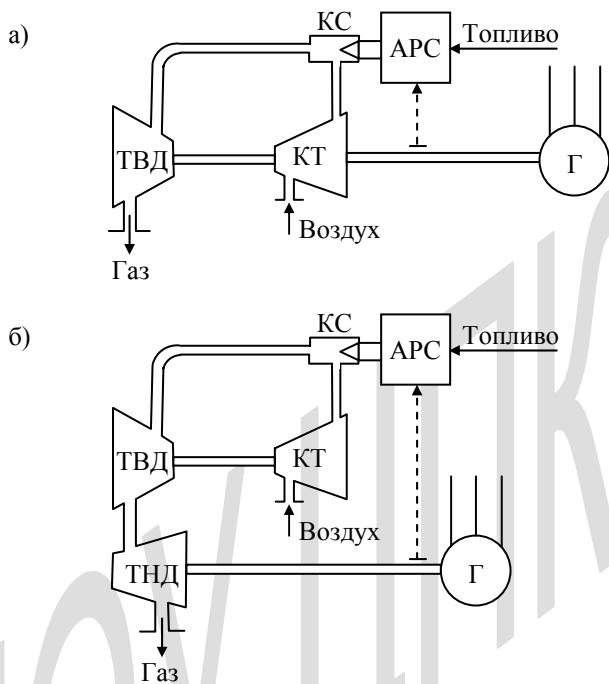 а)
КС
АРС
Топливо
ТВД
КТ
Г
Воздух
Газ
б)
КС
АРС
Топливо
ТВД
КТ
Воздух
ТНД
Г
Газ